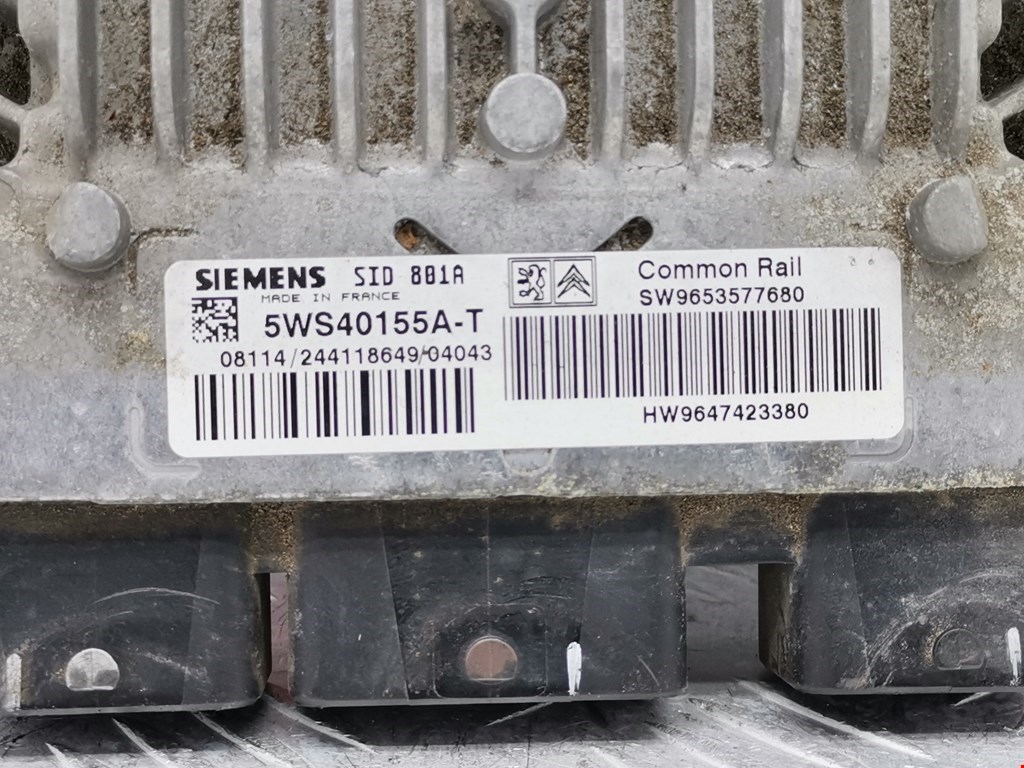 SIEMENS SID 801A
MADE IN FRANCE
5WS40155A-T
08114/244118649/04043
Common Rail
SW9653577680
HW9647423380